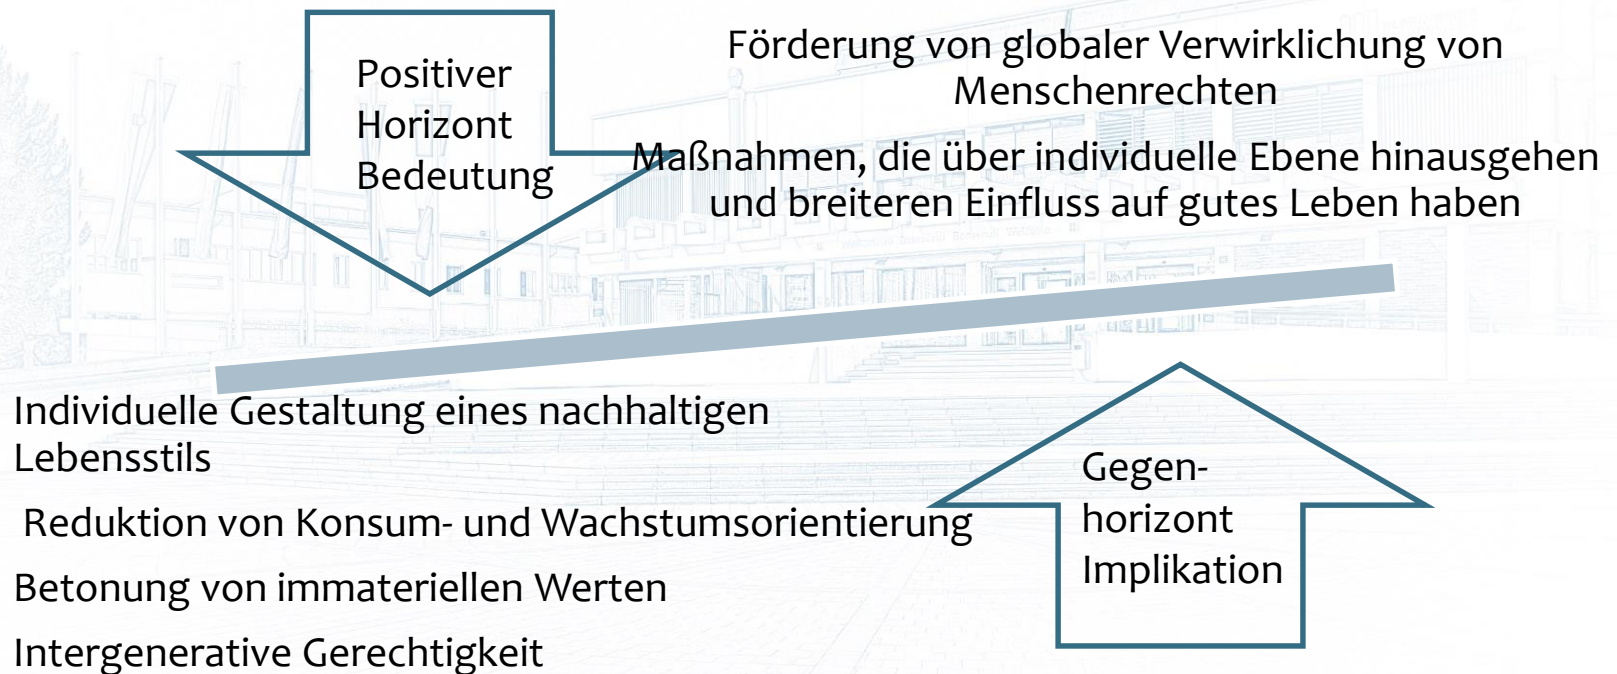 Positiver
Horizont
Bedeutung
Förderung von globaler Verwirklichung von
Menschenrechten
Maßnahmen, die über individuelle Ebene hinausgehen
und breiteren Einfluss auf gutes Leben haben
Individuelle Gestaltung eines nachhaltigen
Lebensstils
Reduktion von Konsum- und Wachstumsorientierung
Betonung von immateriellen Werten
Intergenerative Gerechtigkeit
Gegen-
horizont
Implikation